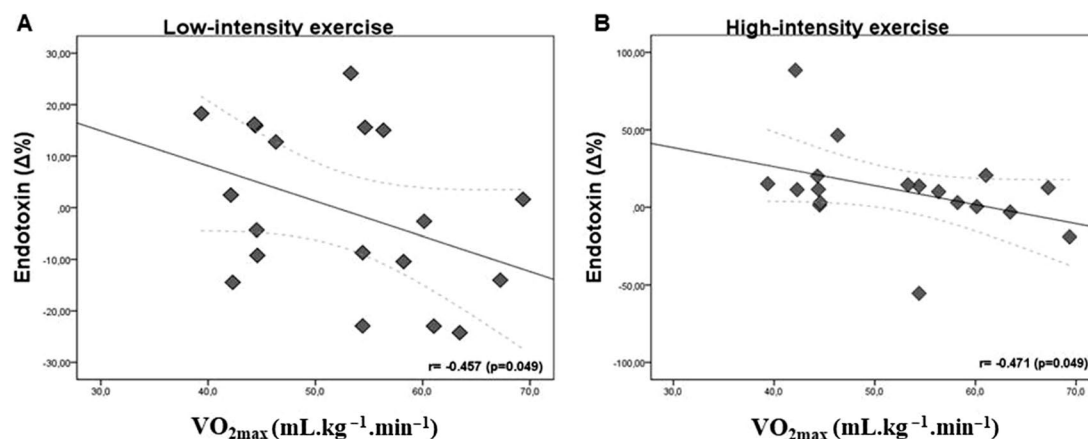 A
Low-intensity exercise
Endotoxin (Δ%)
30,00
20,00
10,00
,00
-10,00
-20,00
-30,00
r= -0.457 (p=0.049)
30,0
40,0
50,0
60,0
70,0
VO2max (mL.kg⁻¹.min⁻¹)
B
High-intensity exercise
Endotoxin (Δ%)
100,00
50,00
,00
-50,00
-100,00
r= -0.471 (p=0.049)
30,0
40,0
50,0
60,0
70,0
VO2max (mL.kg⁻¹.min⁻¹)